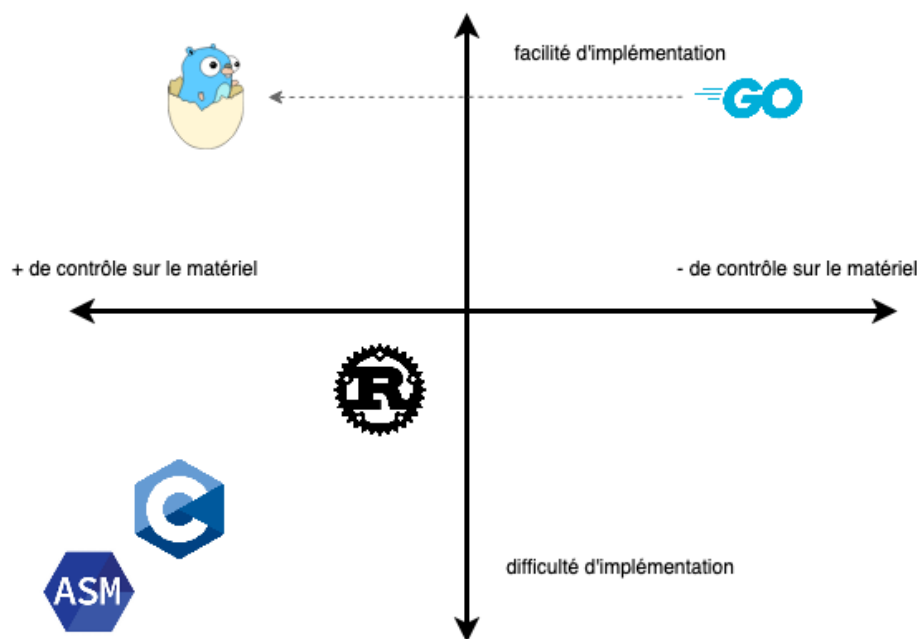 facilité d'implémentation
GO
+ de contrôle sur le matériel
- de contrôle sur le matériel
R
C
ASM
difficulté d'implémentation